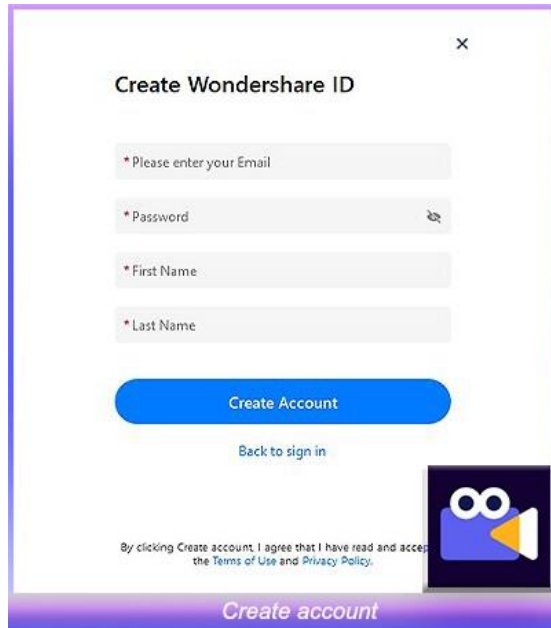 Create Wondershare ID
* Please enter your Email
* Password
* First Name
* Last Name
Create Account
Back to sign in
By clicking Create account, I agree that I have read and
the Terms of Use and Privacy Policy.
Create account